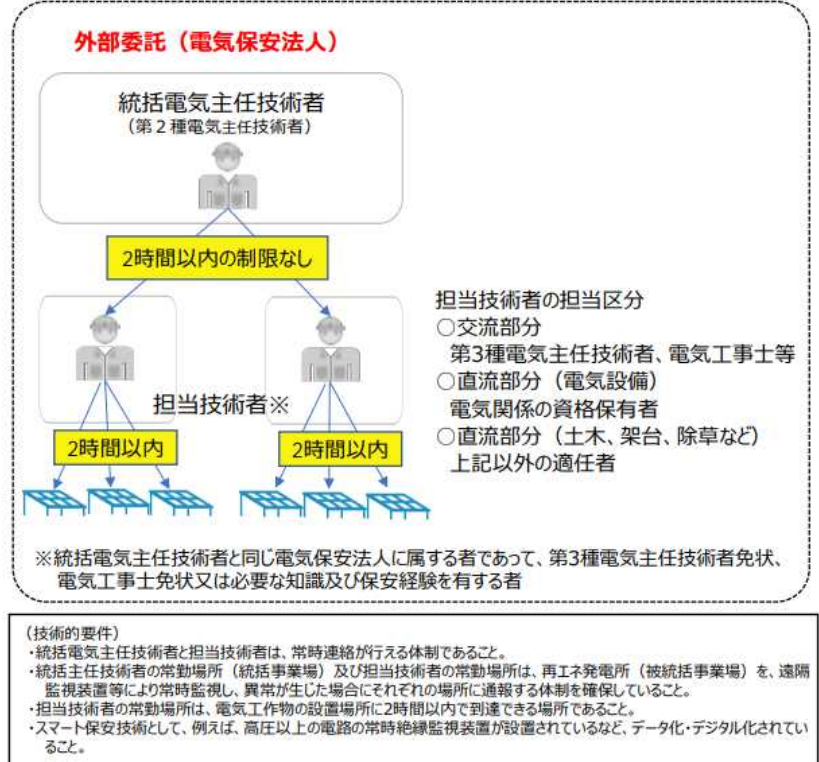 外部委託（電気保安法人）
統括電気主任技術者
（第２種電気主任技術者）
2時間以内の制限なし
担当技術者※
2時間以内
2時間以内
担当技術者の担当区分
○交流部分
第3種電気主任技術者、電気工事士等
○直流部分（電気設備）
電気関係の資格保有者
○直流部分（土木、架台、除草など）
上記以外の適任者
※統括電気主任技術者と同じ電気保安法人に属する者であって、第3種電気主任技術者免状、
電気工事士免状又は必要な知識及び保安経験を有する者
（技術的要件）
・統括電気主任技術者と担当技術者は、常時連絡が行える体制であること。
・統括主任技術者の常勤場所（統括事業場）及び担当技術者の常勤場所は、再エネ発電所（被統括事業場）を、遠隔
監視装置等により常時監視し、異常が生じた場合にそれぞれの場所に通報する体制を確保していること。
・担当技術者の常勤場所は、電気工作物の設置場所に2時間以内で到達できる場所であること。
・スマート保安技術として、例えば、高圧以上の電路の常時絶縁監視装置が設置されているなど、データ化・デジタル化されてい
ること。